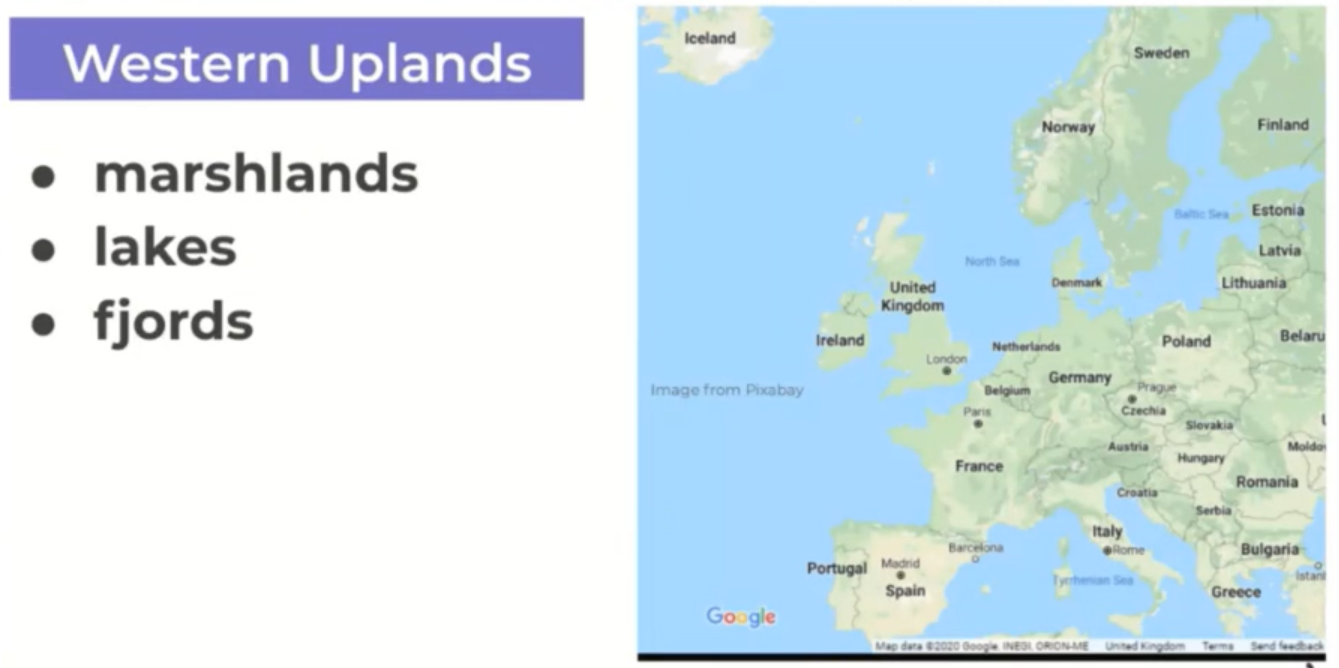 Western Uplands
● marshlands
● lakes
● fjords
Iceland
Sweden
Norway
Finland
Baltic Sea
Estonia
Latvia
North Sea
Denmark
Lithuania
United
Kingdom
Ireland
Netherlands
Poland
Belaru
London
Germany
Image from Pixabay
Belgium
Prague
Paris
Czechia
Slovakia
Austria
Moldo
France
Hungary
Romania
Croatia
Serbia
Italy
Barcelona
Rome
Bulgaria
Portugal
Madrid
Istan
Tyrrhenian Sea
Spain
Greece
Google
Map data ©2020 Google, INEGI, ORION-ME United Kingdom Terms Send feedback